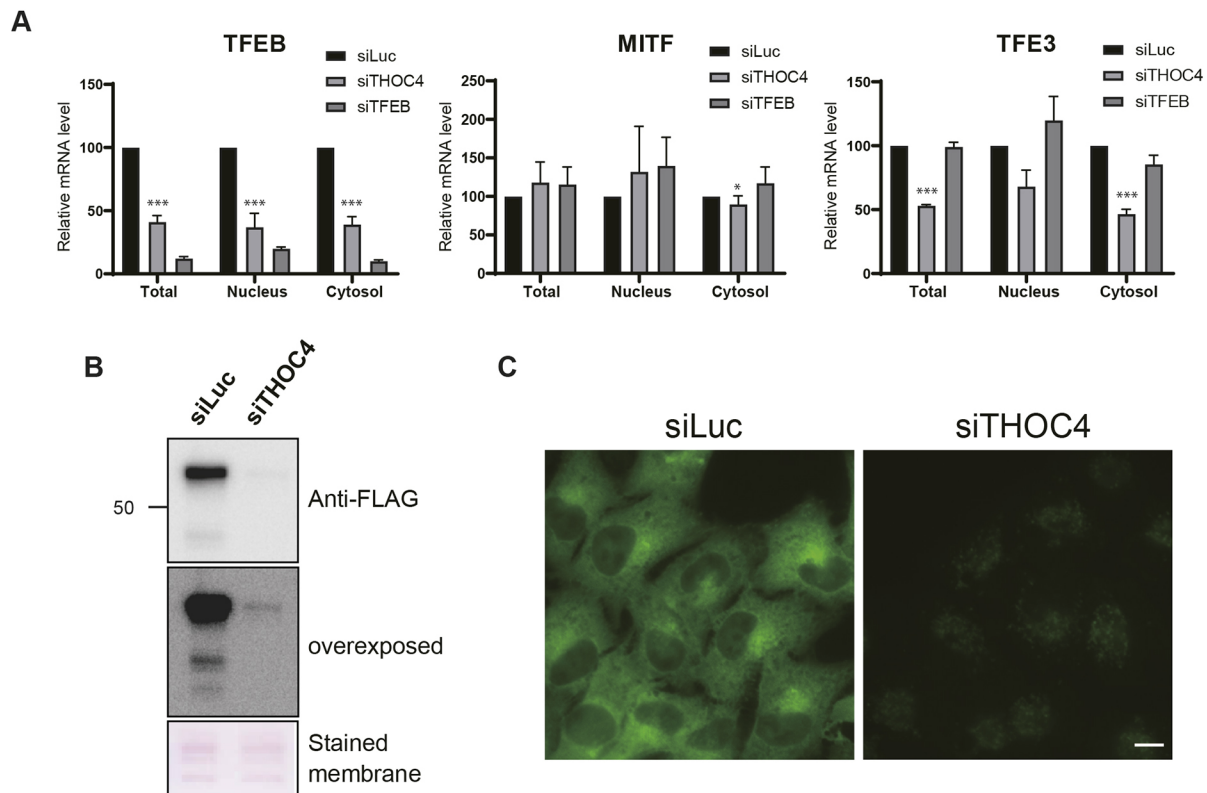 A
TFEB
siLuc
siTHOC4
siTFEB
Relative mRNA level
150
100
50
0
Total
Nucleus
Cytosol
***
***
***
MITF
siLuc
siTHOC4
siTFEB
Relative mRNA level
250
200
150
100
50
0
Total
Nucleus
Cytosol
*
TFE3
siLuc
siTHOC4
siTFEB
Relative mRNA level
150
100
50
0
Total
Nucleus
Cytosol
***
***
B
siLuc
siTHOC4
50
Anti-FLAG
overexposed
Stained
membrane
C
siLuc
siTHOC4